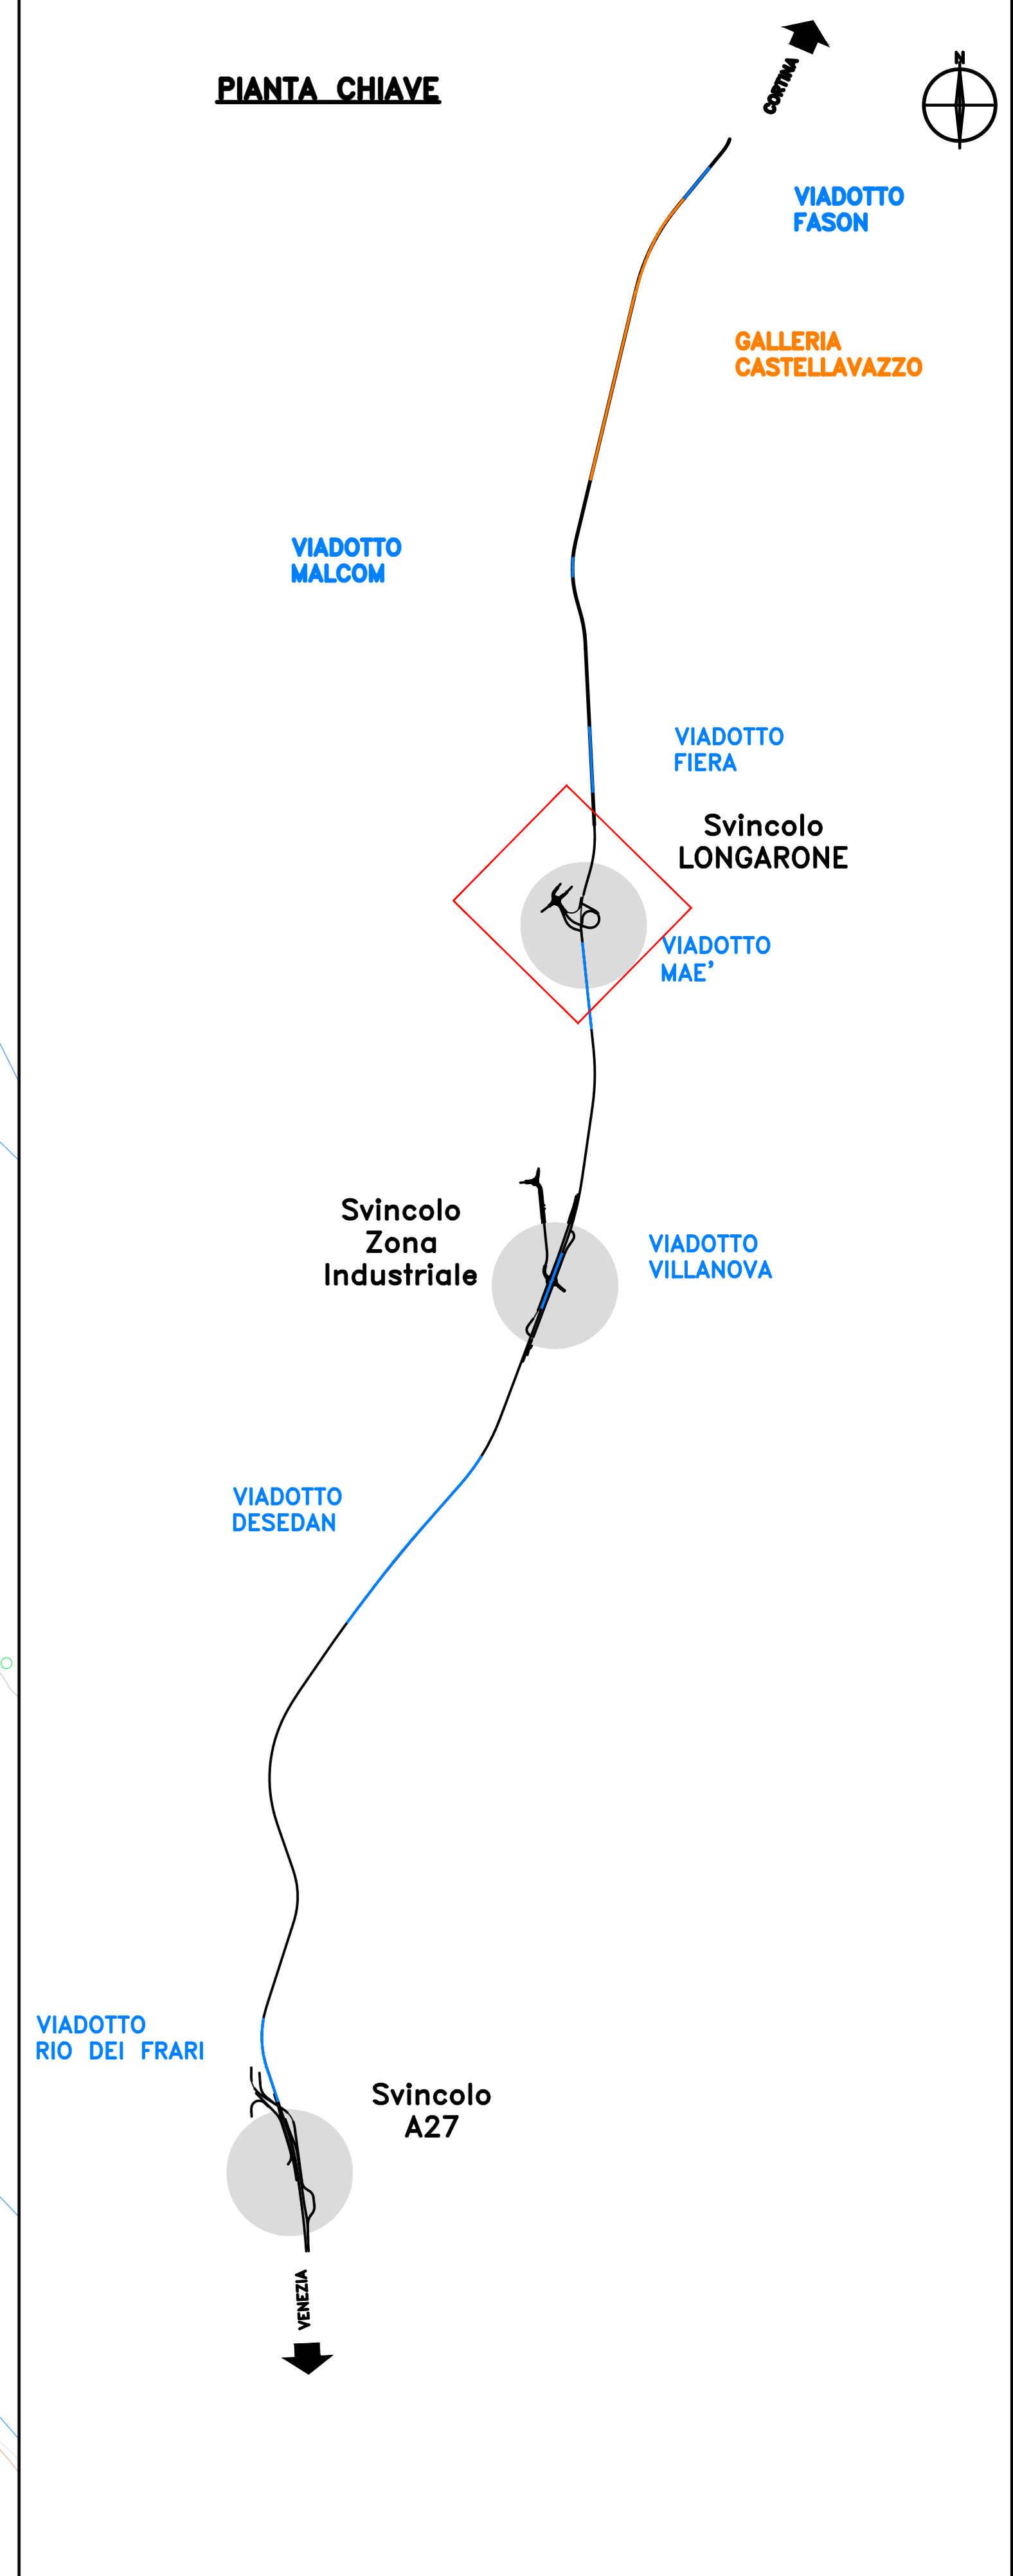 CORTINA
N
PIANTA CHIAVE
VIADOTTO
FASON
GALLERIA
CASTELLAVAZZO
VIADOTTO
MALCOM
VIADOTTO
FIERA
Svincolo
LONGARONE
VIADOTTO
MAE'
Svincolo
Zona
Industriale
VIADOTTO
VILLANOVA
VIADOTTO
DESEDAN
VIADOTTO
RIO DEI FRARI
Svincolo
A27
VENEZIA